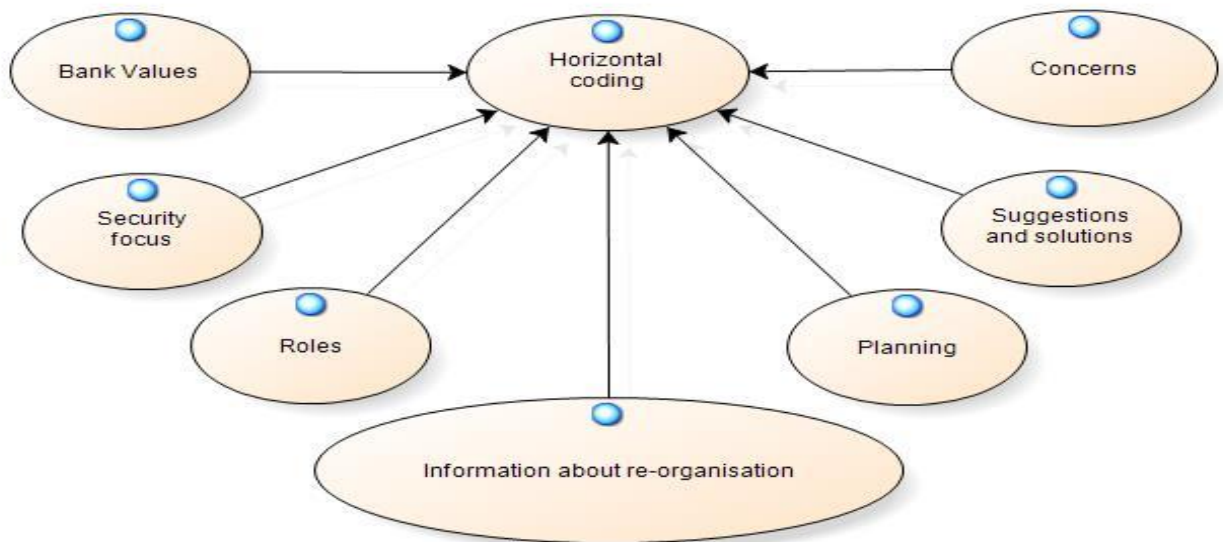 Bank Values
Horizontal
coding
Concerns
Security
focus
Suggestions
and solutions
Roles
Planning
Information about re-organisation